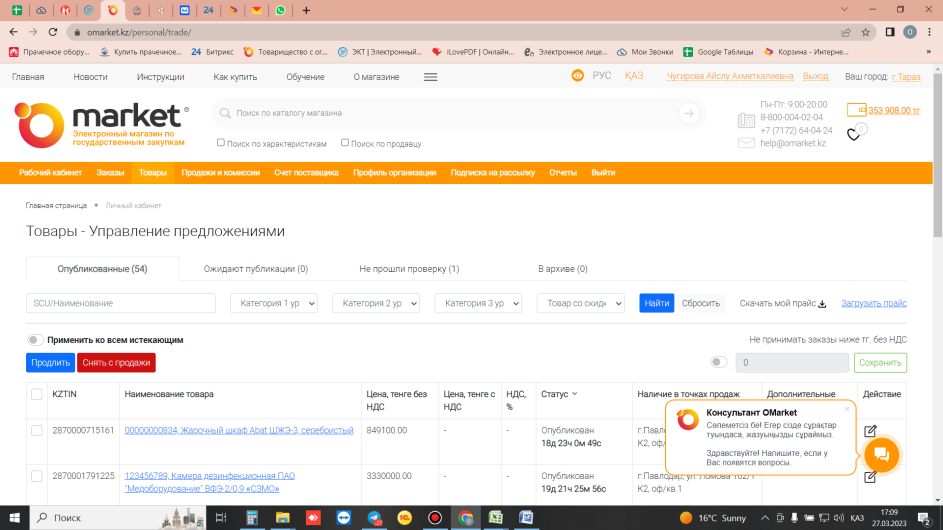 24
omarket.kz/personal/trade/
Прачечное обору...
Купить прачечное...
24 Битрикс
Товарищество с ог...
ЭКТ | Электронный...
iLovePDF | Онлайн...
Электронное лице...
Мои Звонки
Google Таблицы
Корзина - Интерне...
»
Главная Новости Инструкции Как купить Обучение О магазине
РУС ҚАЗ
Чугирова Айслу Ахметкалиевна Выход
Ваш город: г.Тараз
omarket®
Электронный магазин по
государственным закупкам
Поиск по каталогу магазина
Поиск по характеристикам Поиск по продавцу
Пн-Пт: 9:00-20:00
8-800-004-02-04
+7 (7172) 64-04-24
help@omarket.kz
353 908.00 тг
0
Рабочий кабинет Заказы Товары Продажи и комиссии Счет поставщика Профиль организации Подписка на рассылку Отчеты Выйти
Главная страница • Личный кабинет
Товары - Управление предложениями
Опубликованные (54) Ожидают публикации (0) Не прошли проверку (1) В архиве (0)
SCU/Наименование Категория 1 ур Категория 2 ур Категория 3 ур Товар со скид Найти Сбросить Скачать мой прайс Загрузить прайс
Применить ко всем истекающим
Не принимать заказы ниже тг. без НДС
Продлить Снять с продажи
0 Сохранить
KZTIN Наименование товара Цена, тенге без НДС Цена, тенге с НДС НДС, % Статус Наличие в точках продаж Дополнительные Действие
2870000715161 00000000834, Жарочный шкаф Abat ШЖЭ-3, серебристый 849100.00 - - Опубликован
18д 23ч 0м 49с
г.Павлод
К2, оф/к
2870001791225 123456789, Камера дезинфекционная ПАО
"Медоборудование" ВФЭ-2/0,9 «СЗМО»
3330000.00 - - Опубликован
19д 21ч 25м 56с
г.Павлодар, ул. Ломова 162/1
К2, оф/кв.1
Консультант OMarket
Сәлеметсіз бе! Егер сізде сұрақтар
туындаса, жазуыңызды сұраймыз.
Здравствуйте! Напишите, если у
Вас появятся вопросы
Поиск
16°C Sunny
ҚАЗ
17:09
27.03.2023
2